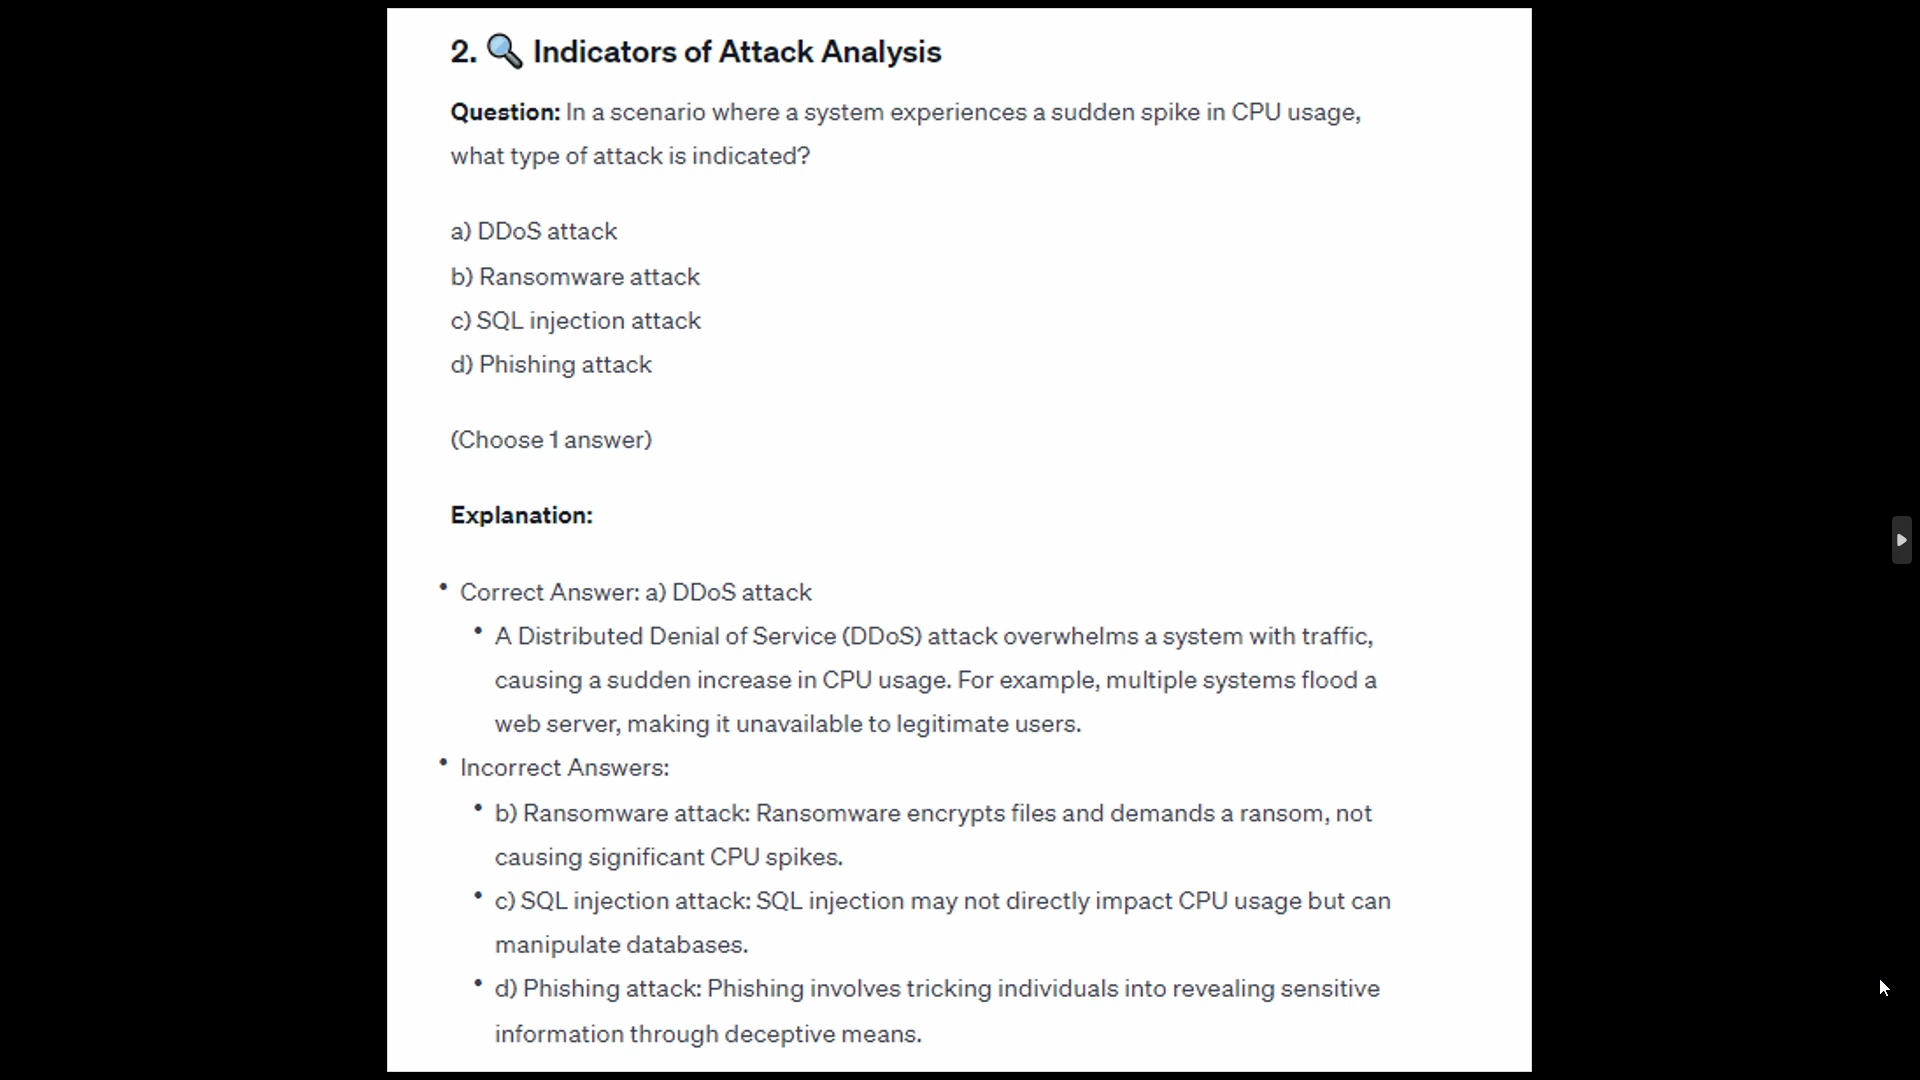 2. 🔍 Indicators of Attack Analysis
Question: In a scenario where a system experiences a sudden spike in CPU usage,
what type of attack is indicated?
a) DDoS attack
b) Ransomware attack
c) SQL injection attack
d) Phishing attack
(Choose 1 answer)
Explanation:
• Correct Answer: a) DDoS attack
• A Distributed Denial of Service (DDoS) attack overwhelms a system with traffic,
causing a sudden increase in CPU usage. For example, multiple systems flood a
web server, making it unavailable to legitimate users.
• Incorrect Answers:
• b) Ransomware attack: Ransomware encrypts files and demands a ransom, not
causing significant CPU spikes.
• c) SQL injection attack: SQL injection may not directly impact CPU usage but can
manipulate databases.
• d) Phishing attack: Phishing involves tricking individuals into revealing sensitive
information through deceptive means.